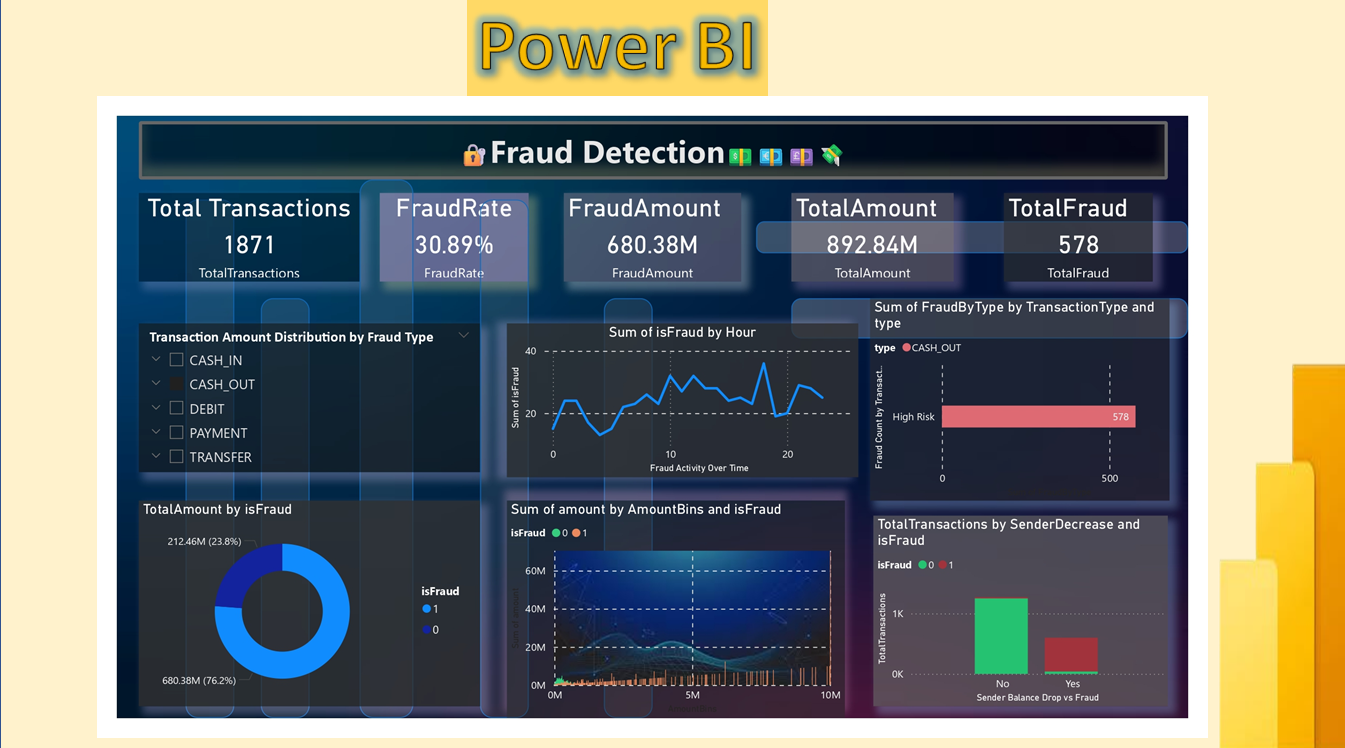 Power BI
Fraud Detection
Total Transactions
1871
TotalTransactions
FraudRate
30.89%
FraudRate
FraudAmount
680.38M
FraudAmount
TotalAmount
892.84M
TotalAmount
TotalFraud
578
TotalFraud
Transaction Amount Distribution by Fraud Type
CASH_IN
CASH_OUT
DEBIT
PAYMENT
TRANSFER
Sum of isFraud by Hour
Sum of isFraud
40
20
0
10
20
Fraud Activity Over Time
Sum of FraudByType by TransactionType and
type
type CASH_OUT
Fraud Count by Transact...
High Risk
578
0
500
TotalAmount by isFraud
212.46M (23.8%)
680.38M (76.2%)
isFraud
1
0
Sum of amount by AmountBins and isFraud
isFraud 0 1
60M
40M
20M
0M
0M
5M
10M
TotalTransactions by SenderDecrease and
isFraud
isFraud 0 1
TotalTransactions
1K
0K
No
Yes
Sender Balance Drop vs Fraud